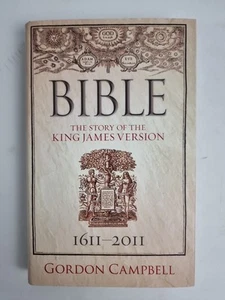 BIBLE
THE STORY OF THE
KING JAMES VERSION
1611–2011
GORDON CAMPBELL